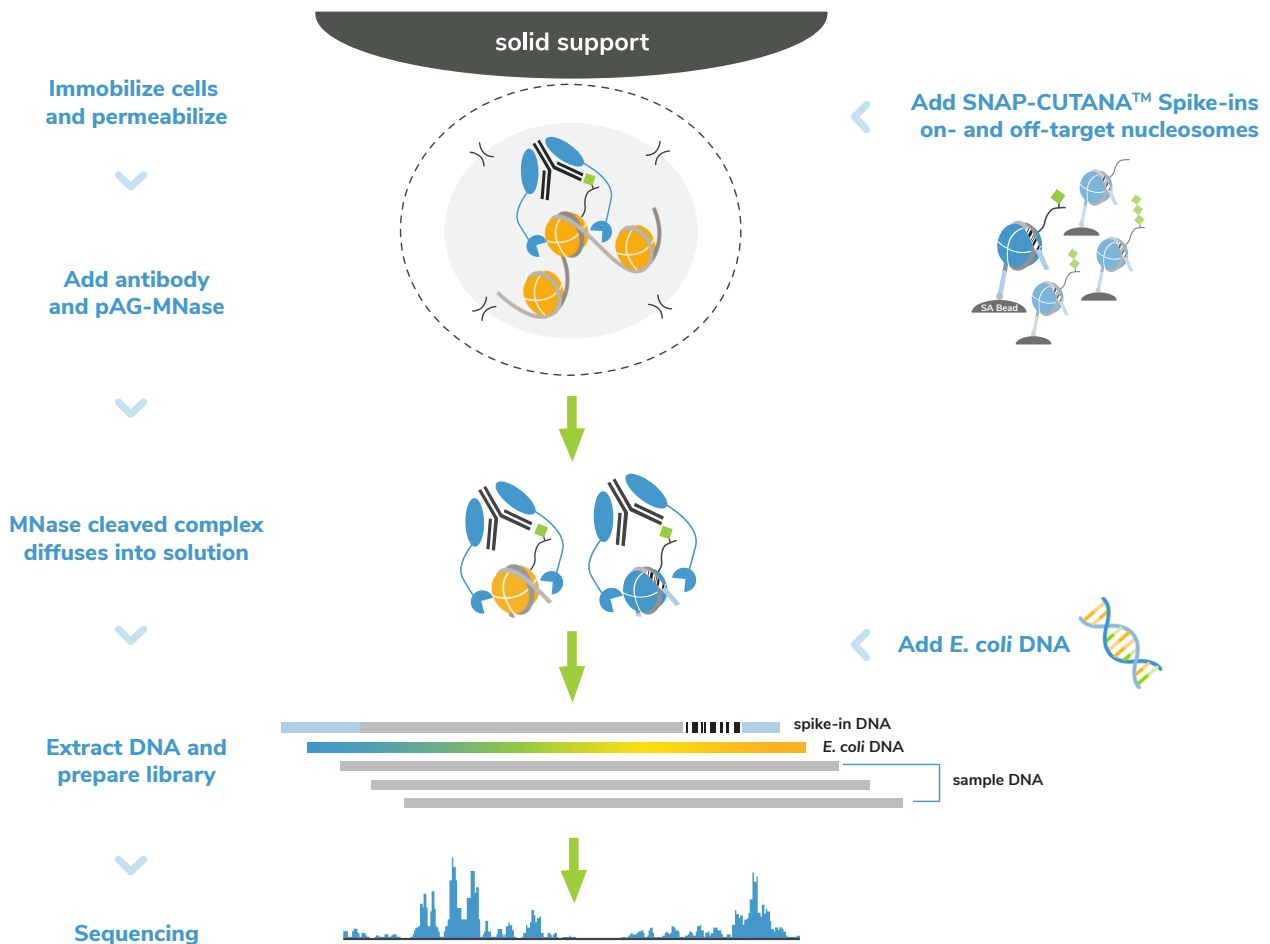 solid support
Immobilize cells
and permeabilize
Add SNAP-CUTANA™ Spike-ins
on- and off-target nucleosomes
Add antibody
and pAG-MNase
SA Bead
MNase cleaved complex
diffuses into solution
Add E. coli DNA
Extract DNA and
prepare library
spike-in DNA
E. coli DNA
sample DNA
Sequencing